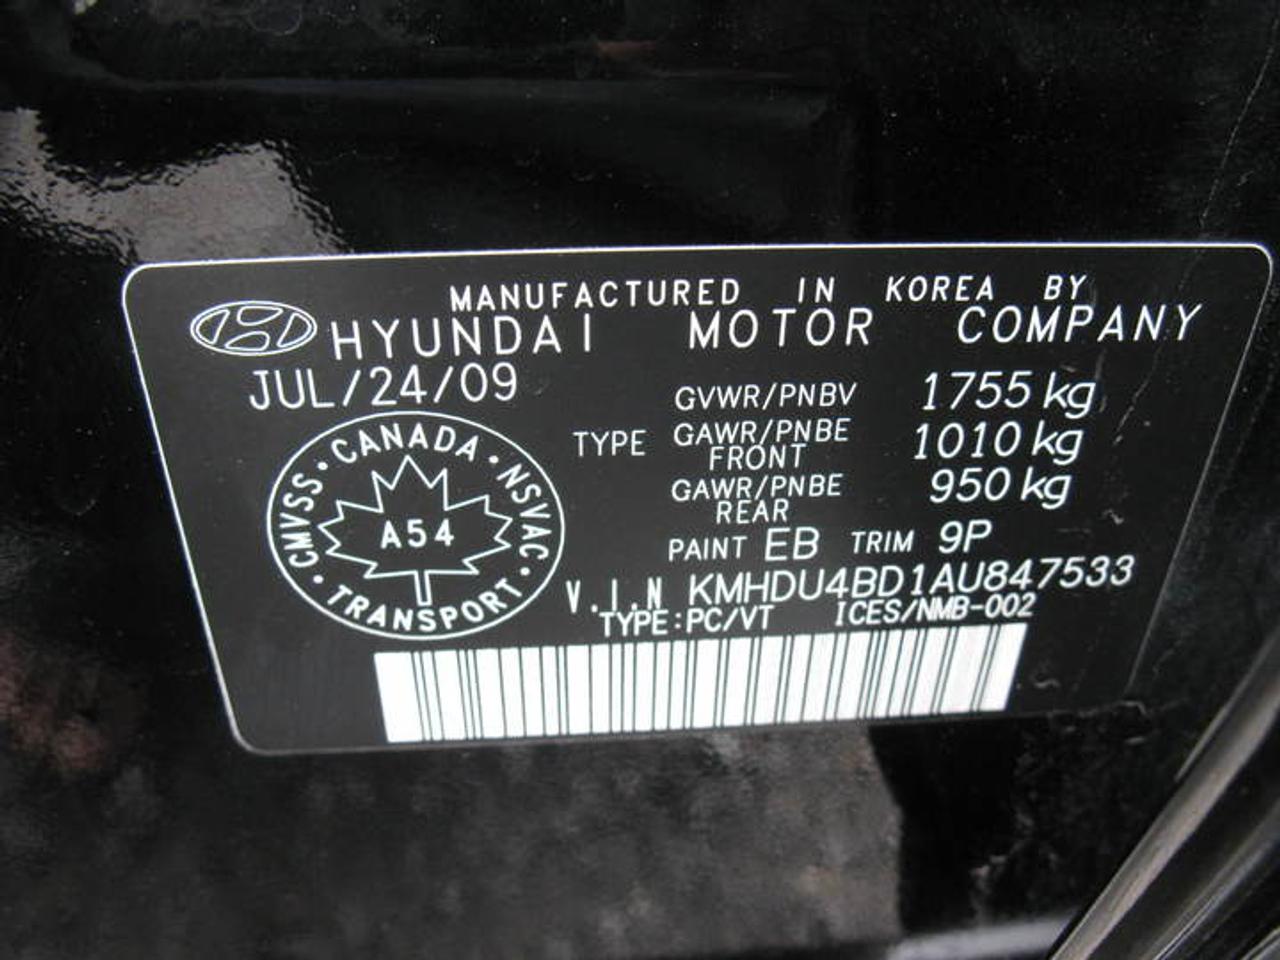 MANUFACTURED IN KOREA BY
HYUNDAI MOTOR COMPANY
JUL/24/09
GVWR/PNBV 1755 kg
TYPE GAWR/PNBE FRONT 1010 kg
GAWR/PNBE REAR 950 kg
PAINT EB TRIM 9P
V.I.N KMHDU4BD1AU847533
TYPE:PC/VT ICES/NMB-002
CANADA • NSVAC • TRANSPORT • CMVSS •
A54